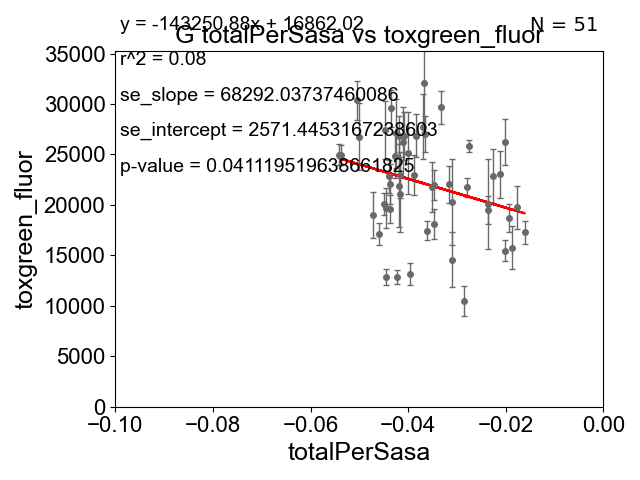 y = -143250.88x + 16862.02
N = 51
G totalPerSasa vs toxgreen_fluor
r^2 = 0.08
se_slope = 68292.03737460086
se_intercept = 2571.4453167238603
p-value = 0.041119519638661825
toxgreen_fluor
35000
30000
25000
20000
15000
10000
5000
0
−0.10 −0.08 −0.06 −0.04 −0.02 0.00
totalPerSasa